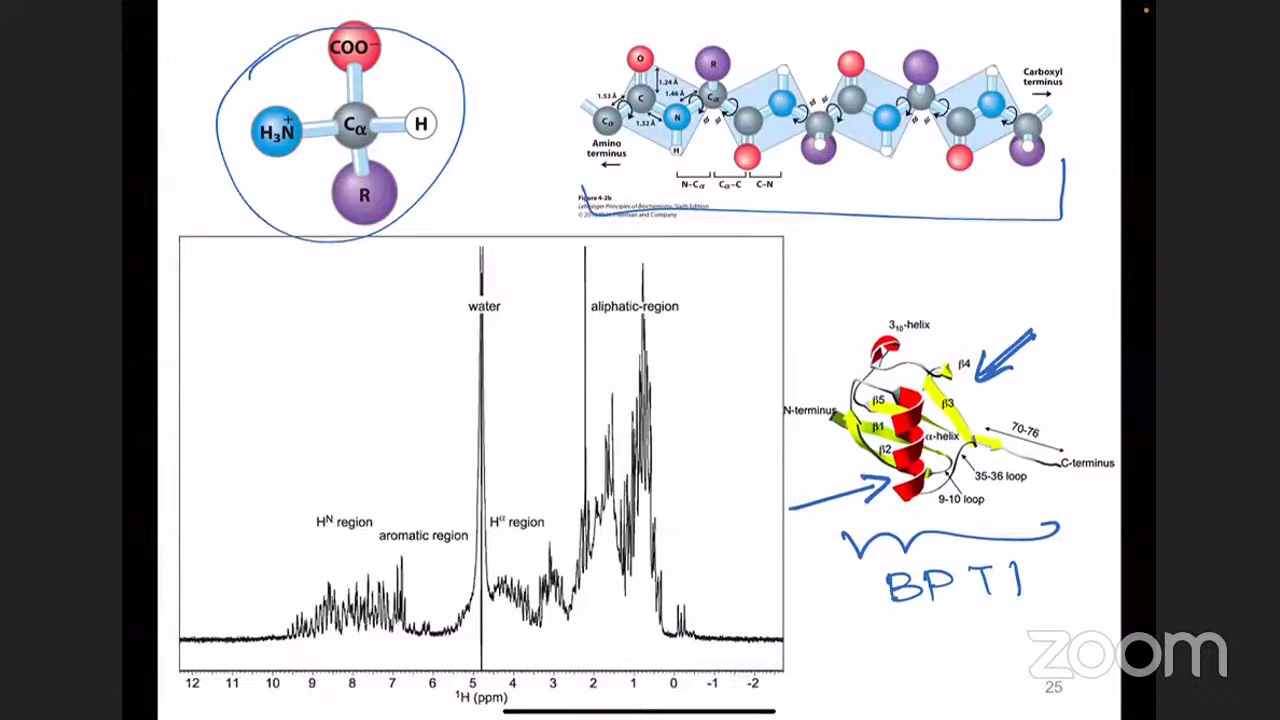 COO⁻
H₃N⁺
Cα
H
R
O
R
1.24 Å
1.53 Å
C
1.46 Å
Cα
Cα
1.32 Å
N
H
Amino
terminus
Carboxyl
terminus
N–Cα
Cα–C
C–N
Figure 4-2b
Lehninger Principles of Biochemistry, Sixth Edition
water
aliphatic-region
Hᴺ region
aromatic region
Hᵅ region
12 11 10 9 8 7 6 5 4 3 2 1 0 -1 -2
¹H (ppm)
3₁₀-helix
β4
β5
β3
N-terminus
β1
α-helix
70-76
β2
C-terminus
35-36 loop
9-10 loop
BPTI
zoom
25